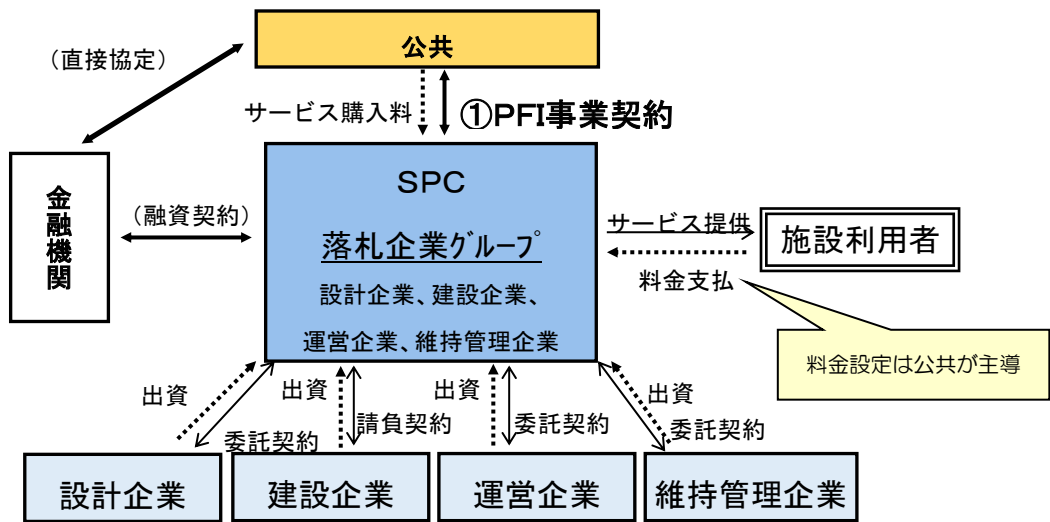 公共
(直接協定)
サービス購入料
①PFI事業契約
金融機関
(融資契約)
SPC
落札企業グループ
設計企業、建設企業、
運営企業、維持管理企業
サービス提供
料金支払
施設利用者
料金設定は公共が主導
出資
委託契約
出資
請負契約
出資
委託契約
出資
委託契約
設計企業
建設企業
運営企業
維持管理企業